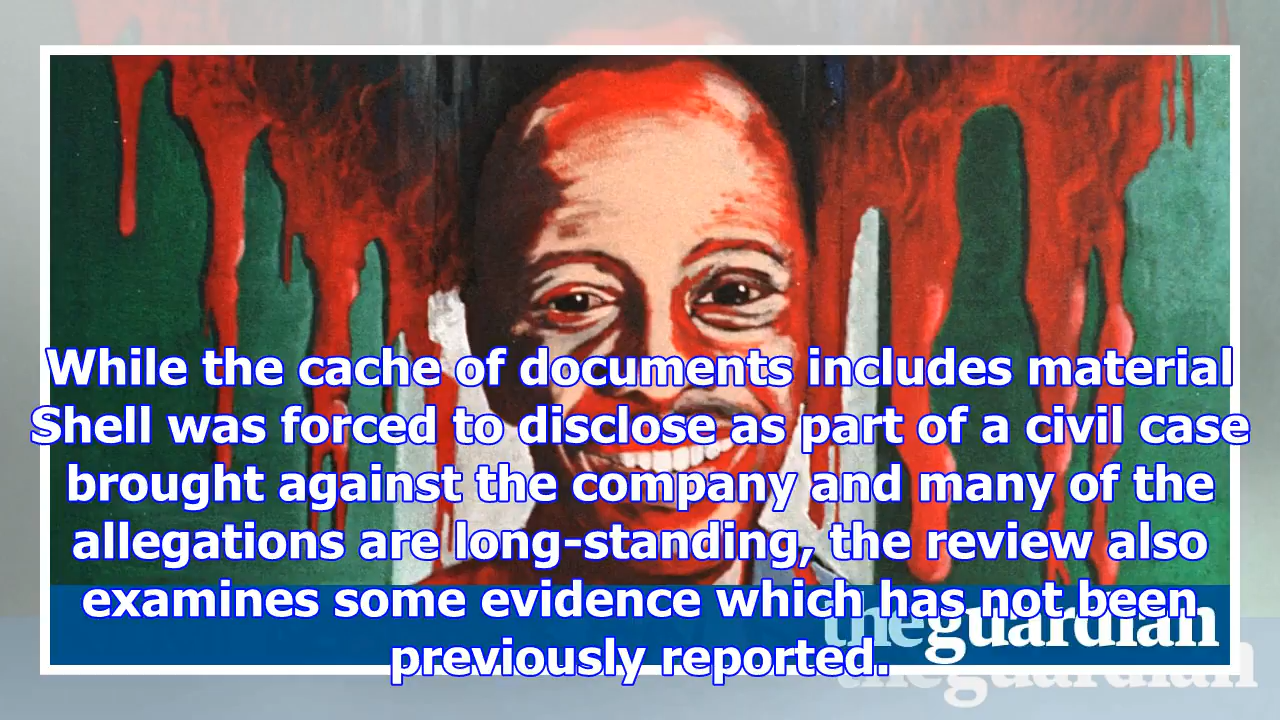 While the cache of documents includes material
Shell was forced to disclose as part of a civil case
brought against the company and many of the
allegations are long-standing, the review also
examines some evidence which has not been
previously reported.
theguardian
theguardian